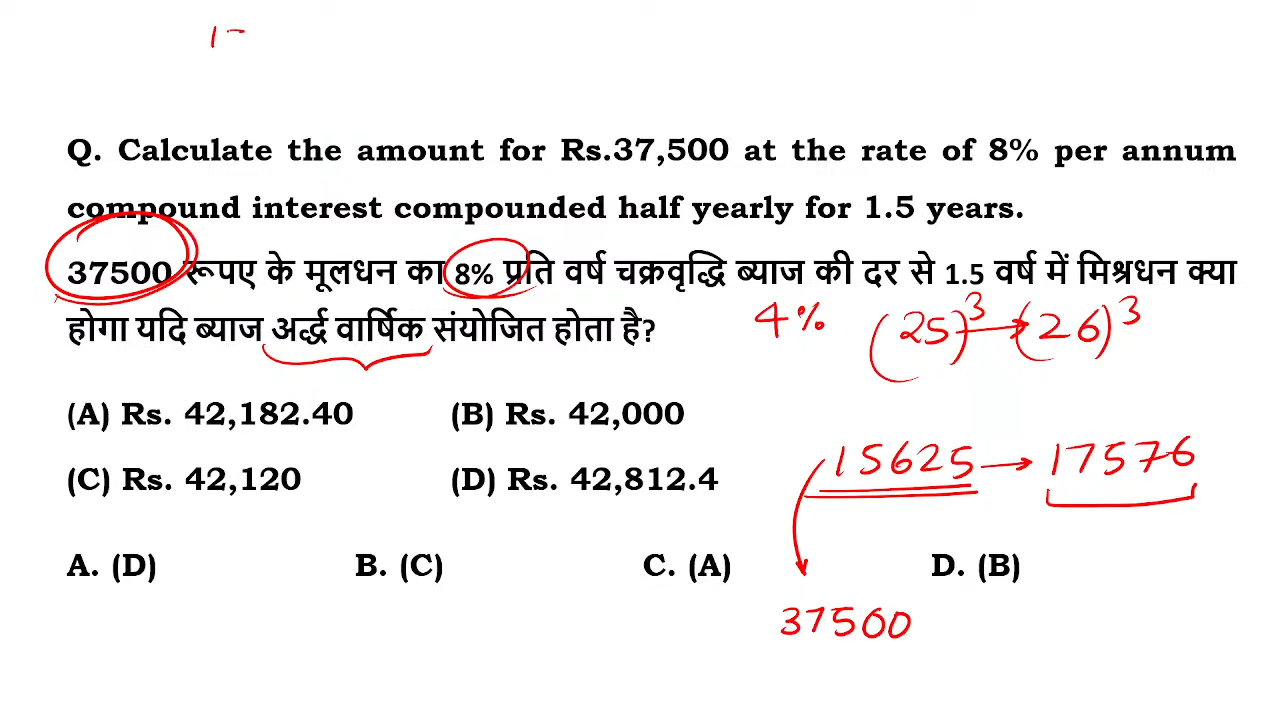 Q. Calculate the amount for Rs.37,500 at the rate of 8% per annum
compound interest compounded half yearly for 1.5 years.
37500 रूपए के मूलधन का 8% प्रति वर्ष चक्रवृद्धि ब्याज की दर से 1.5 वर्ष में मिश्रधन क्या
होगा यदि ब्याज अर्द्ध वार्षिक संयोजित होता है?
4% (25)³ → (26)³
(A) Rs. 42,182.40 (B) Rs. 42,000
15625 → 17576
(C) Rs. 42,120 (D) Rs. 42,812.4
A. (D) B. (C) C. (A) D. (B)
37500